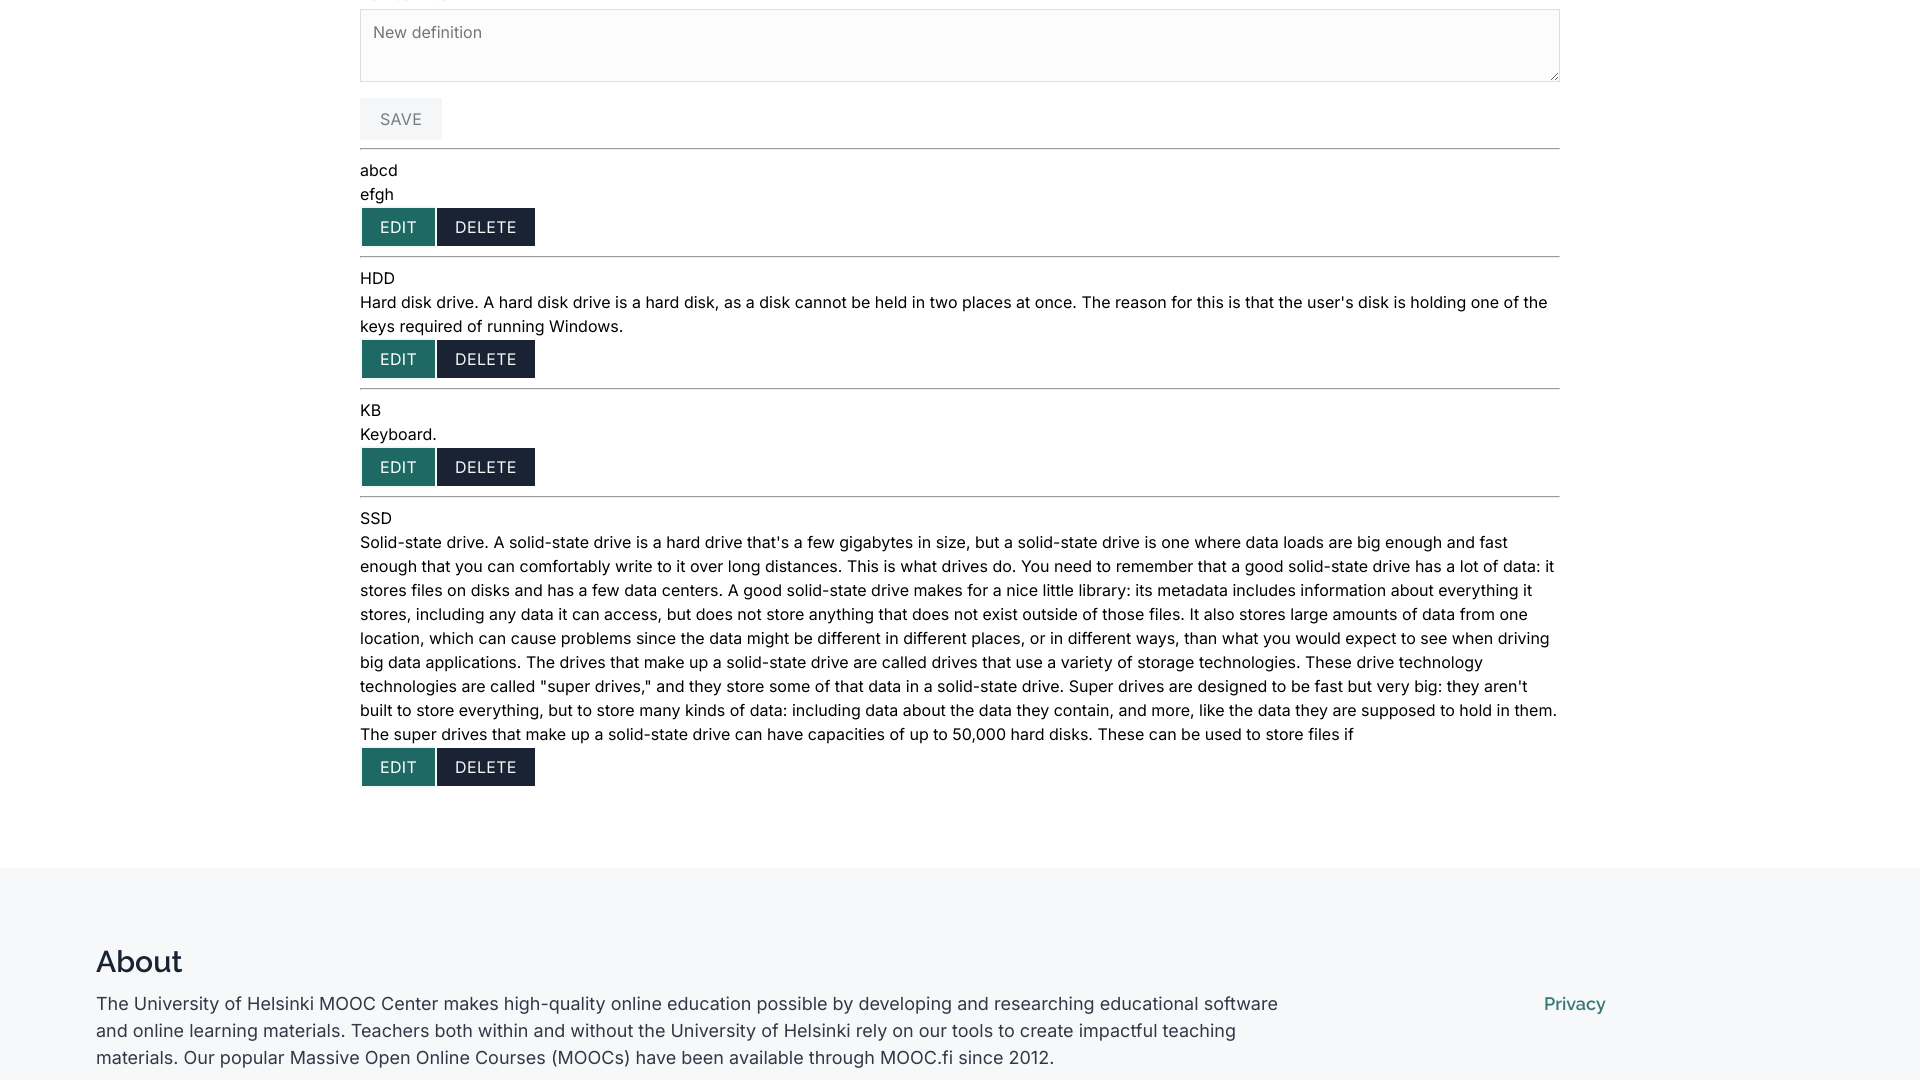 New definition
SAVE
abcd
efgh
EDIT DELETE
HDD
Hard disk drive. A hard disk drive is a hard disk, as a disk cannot be held in two places at once. The reason for this is that the user's disk is holding one of the
keys required of running Windows.
EDIT DELETE
KB
Keyboard.
EDIT DELETE
SSD
Solid-state drive. A solid-state drive is a hard drive that's a few gigabytes in size, but a solid-state drive is one where data loads are big enough and fast
enough that you can comfortably write to it over long distances. This is what drives do. You need to remember that a good solid-state drive has a lot of data: it
stores files on disks and has a few data centers. A good solid-state drive makes for a nice little library: its metadata includes information about everything it
stores, including any data it can access, but does not store anything that does not exist outside of those files. It also stores large amounts of data from one
location, which can cause problems since the data might be different in different places, or in different ways, than what you would expect to see when driving
big data applications. The drives that make up a solid-state drive are called drives that use a variety of storage technologies. These drive technology
technologies are called "super drives," and they store some of that data in a solid-state drive. Super drives are designed to be fast but very big: they aren't
built to store everything, but to store many kinds of data: including data about the data they contain, and more, like the data they are supposed to hold in them.
The super drives that make up a solid-state drive can have capacities of up to 50,000 hard disks. These can be used to store files if
EDIT DELETE
About
The University of Helsinki MOOC Center makes high-quality online education possible by developing and researching educational software
and online learning materials. Teachers both within and without the University of Helsinki rely on our tools to create impactful teaching
materials. Our popular Massive Open Online Courses (MOOCs) have been available through MOOC.fi since 2012.
Privacy